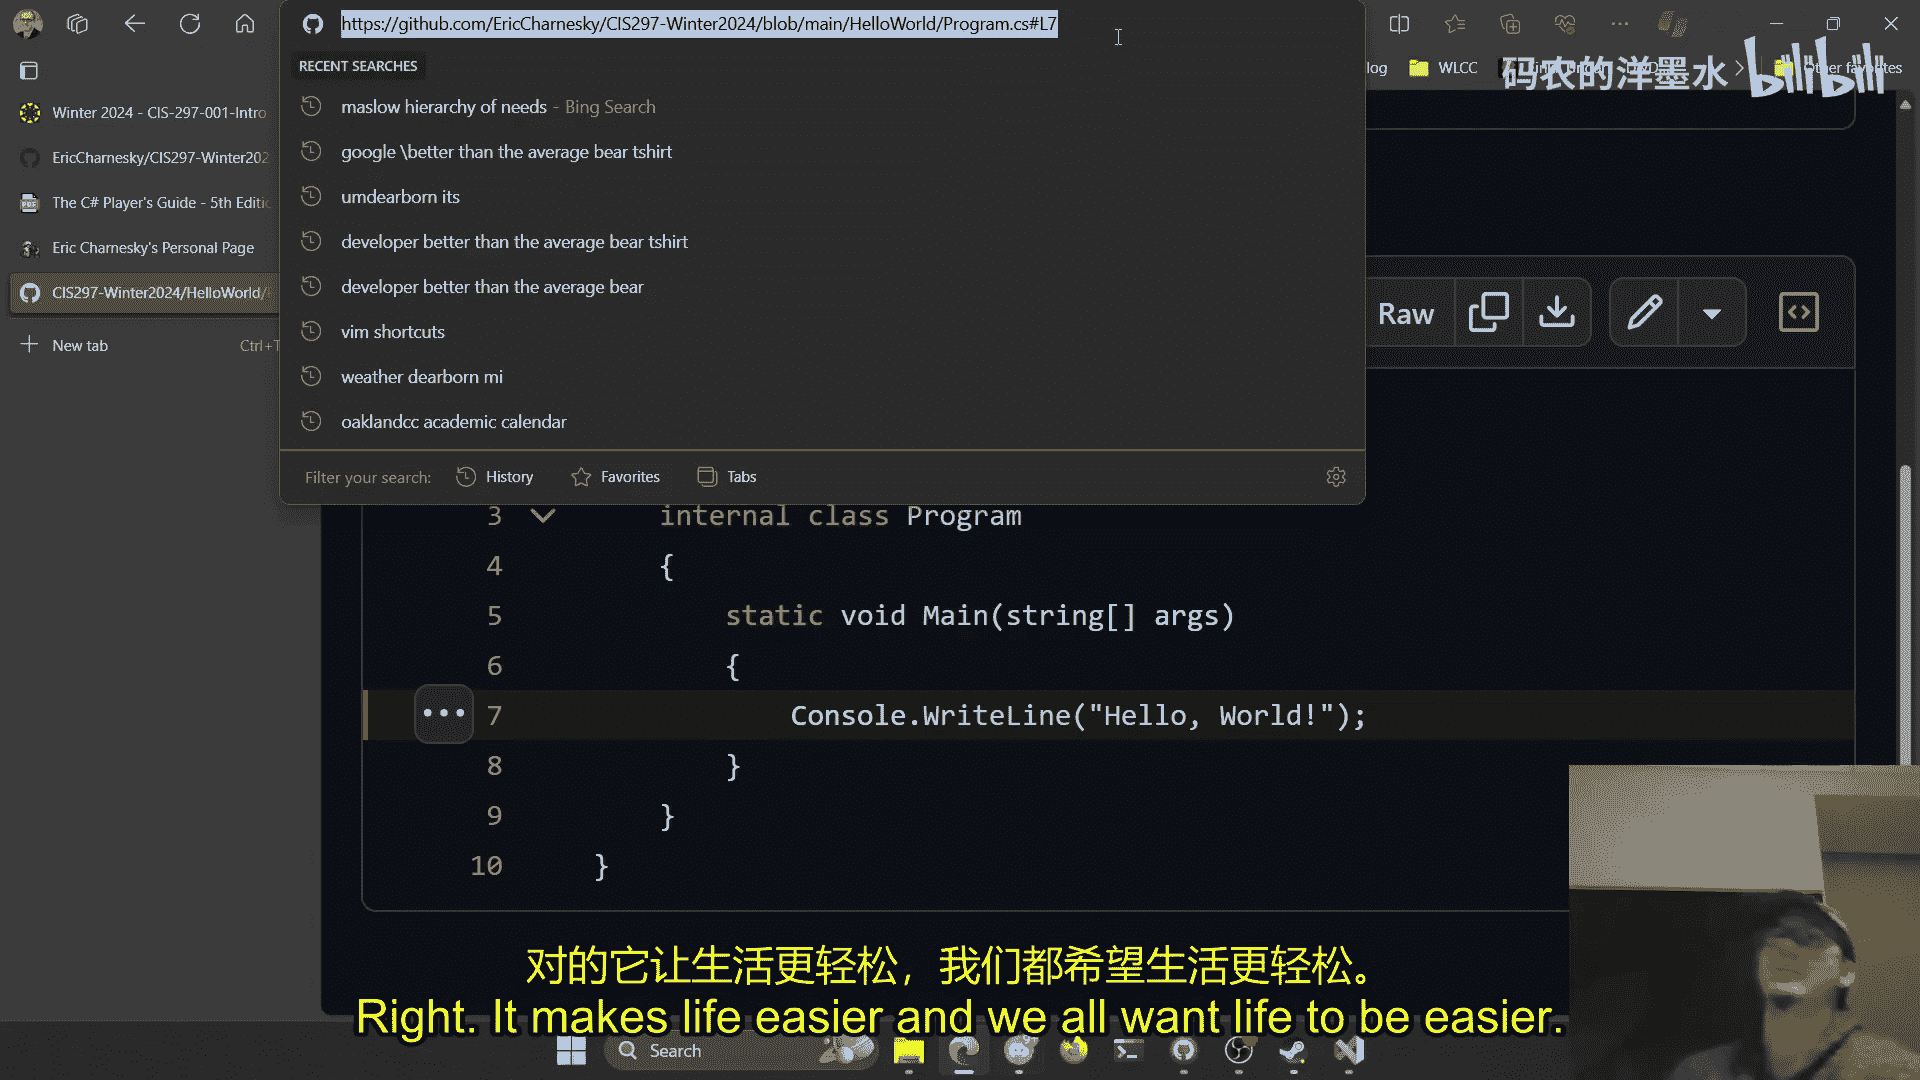 https://github.com/EricCharnesky/CIS297-Winter2024/blob/main/HelloWorld/Program.cs#L7
RECENT SEARCHES
maslow hierarchy of needs - Bing Search
google \better than the average bear tshirt
umdearborn its
developer better than the average bear tshirt
developer better than the average bear
vim shortcuts
weather dearborn mi
oaklandcc academic calendar
Filter your search:
History
Favorites
Tabs
log
WLCC
码农的洋墨水
bilibili
Other favorites
Winter 2024 - CIS-297-001-Intro
EricCharnesky/CIS297-Winter202
The C# Player's Guide - 5th Editic
Eric Charnesky's Personal Page
CIS297-Winter2024/HelloWorld/
New tab
Ctrl+T
Raw
3 internal class Program
4 {
5 static void Main(string[] args)
6 {
7 Console.WriteLine("Hello, World!");
8 }
9 }
10 }
对的它让生活更轻松，我们都希望生活更轻松。
Right. It makes life easier and we all want life to be easier.
Search